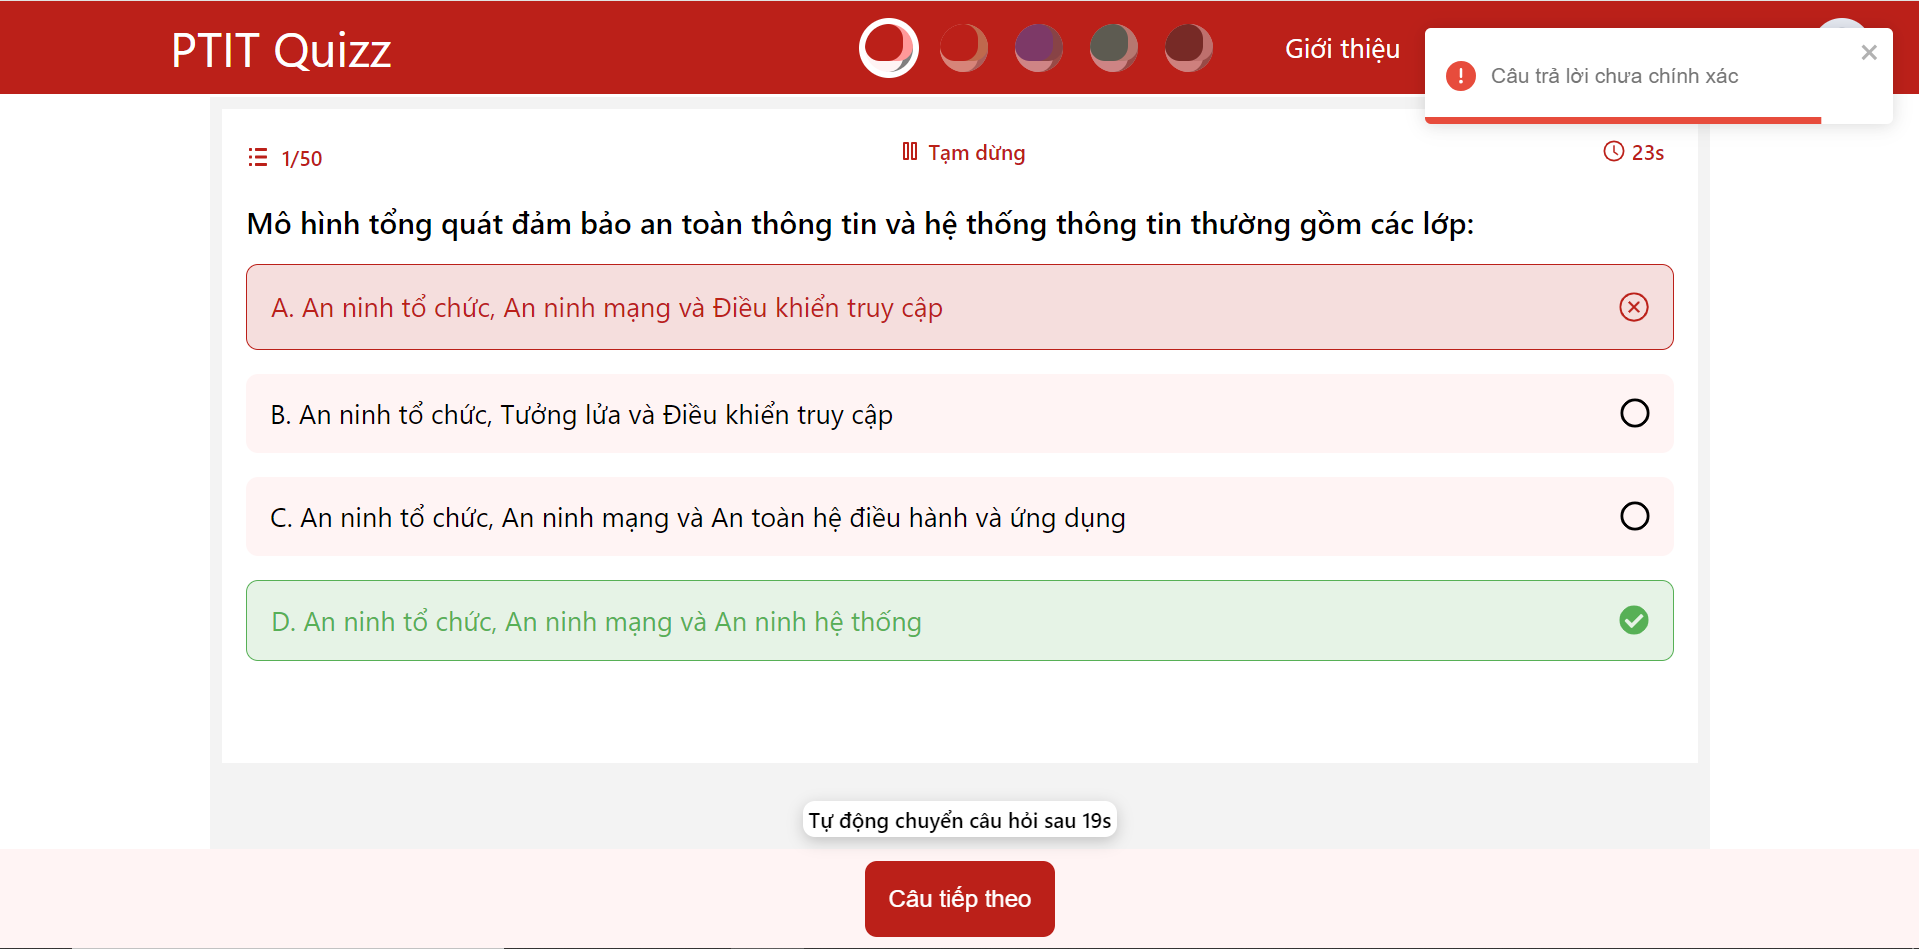 PTIT Quizz
Giới thiệu
Câu trả lời chưa chính xác
1/50
Tạm dừng
23s
Mô hình tổng quát đảm bảo an toàn thông tin và hệ thống thông tin thường gồm các lớp:
A. An ninh tổ chức, An ninh mạng và Điều khiển truy cập
B. An ninh tổ chức, Tưởng lửa và Điều khiển truy cập
C. An ninh tổ chức, An ninh mạng và An toàn hệ điều hành và ứng dụng
D. An ninh tổ chức, An ninh mạng và An ninh hệ thống
Tự động chuyển câu hỏi sau 19s
Câu tiếp theo